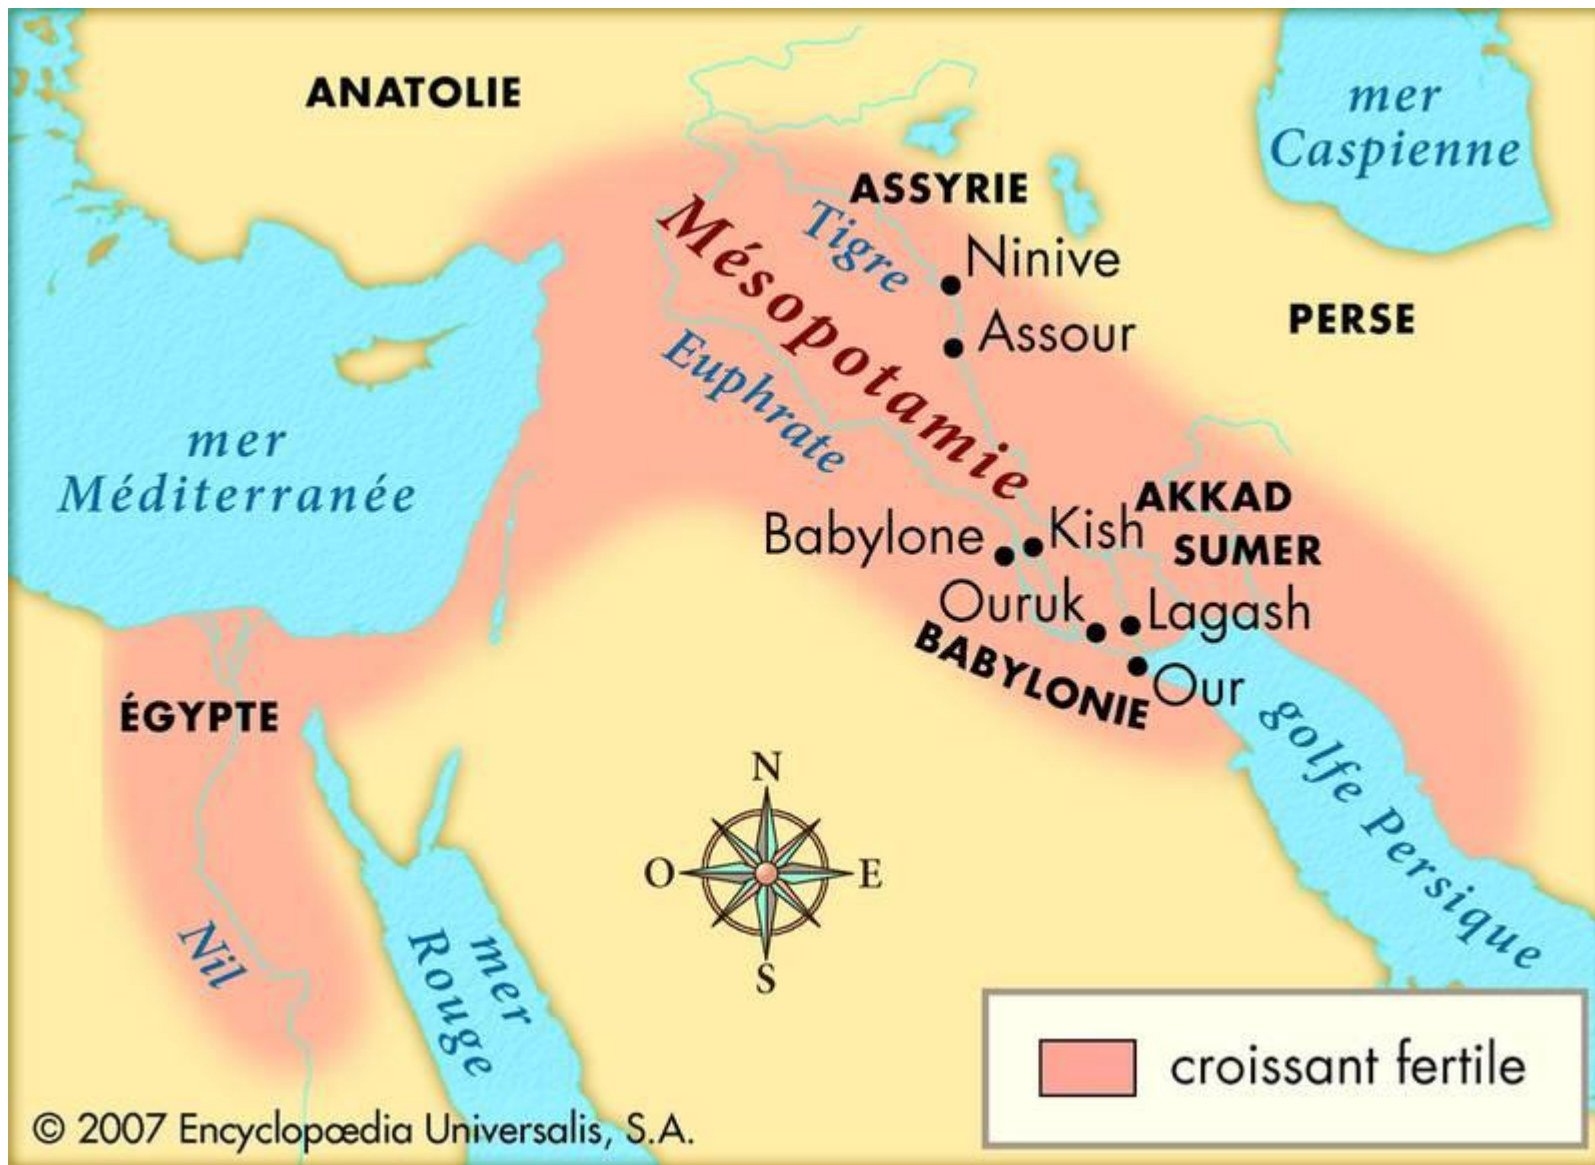 ANATOLIE
mer
Caspienne
ASSYRIE
Tigre
Ninive
Mésopotamie
Assour
PERSE
Euphrate
mer
Méditerranée
AKKAD
Babylone
Kish
SUMER
Ouruk
Lagash
BABYLONIE
Our
ÉGYPTE
golfe Persique
N
O
E
S
Nil
mer
Rouge
croissant fertile
© 2007 Encyclopædia Universalis, S.A.